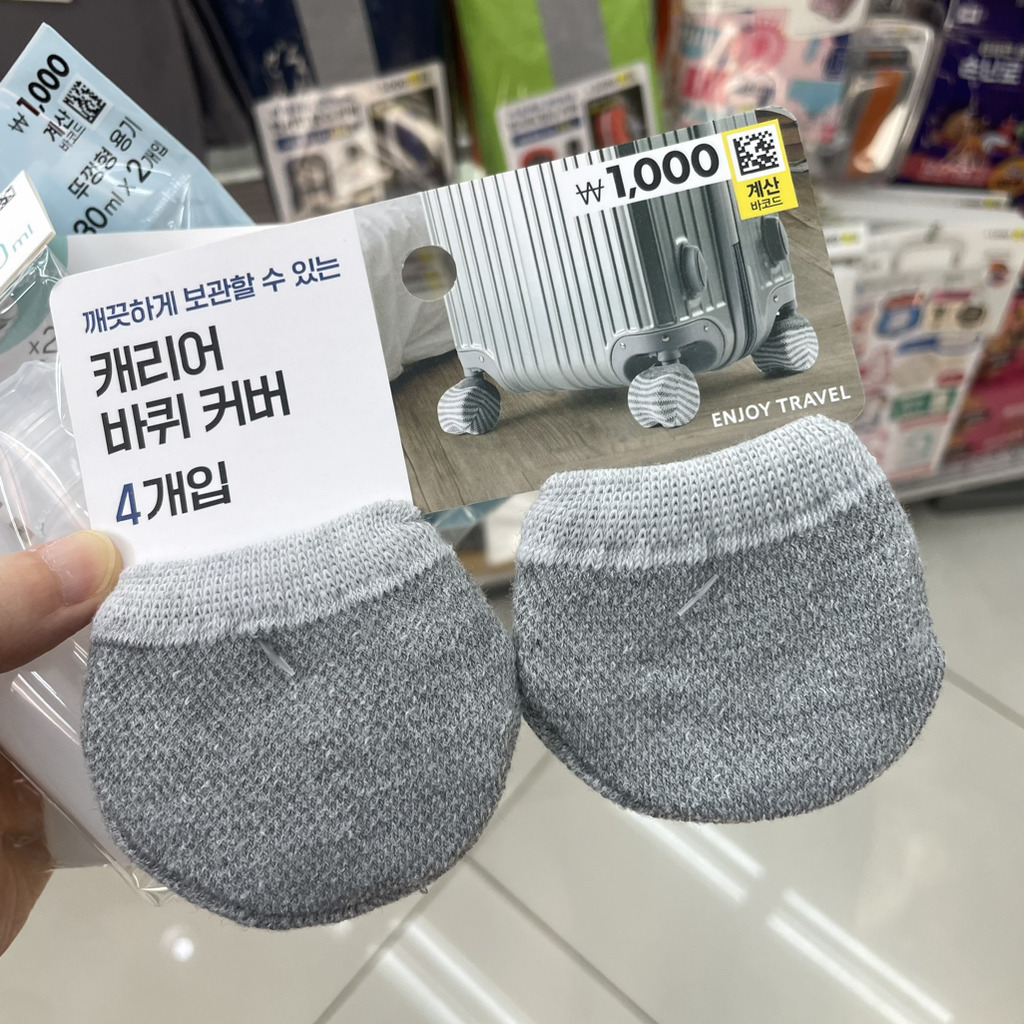 ₩1,000
계산
바코드
뚜껑형 용기
30ml×2개입
₩1,000
계산
바코드
깨끗하게 보관할 수 있는
캐리어
바퀴 커버
4개입
ENJOY TRAVEL